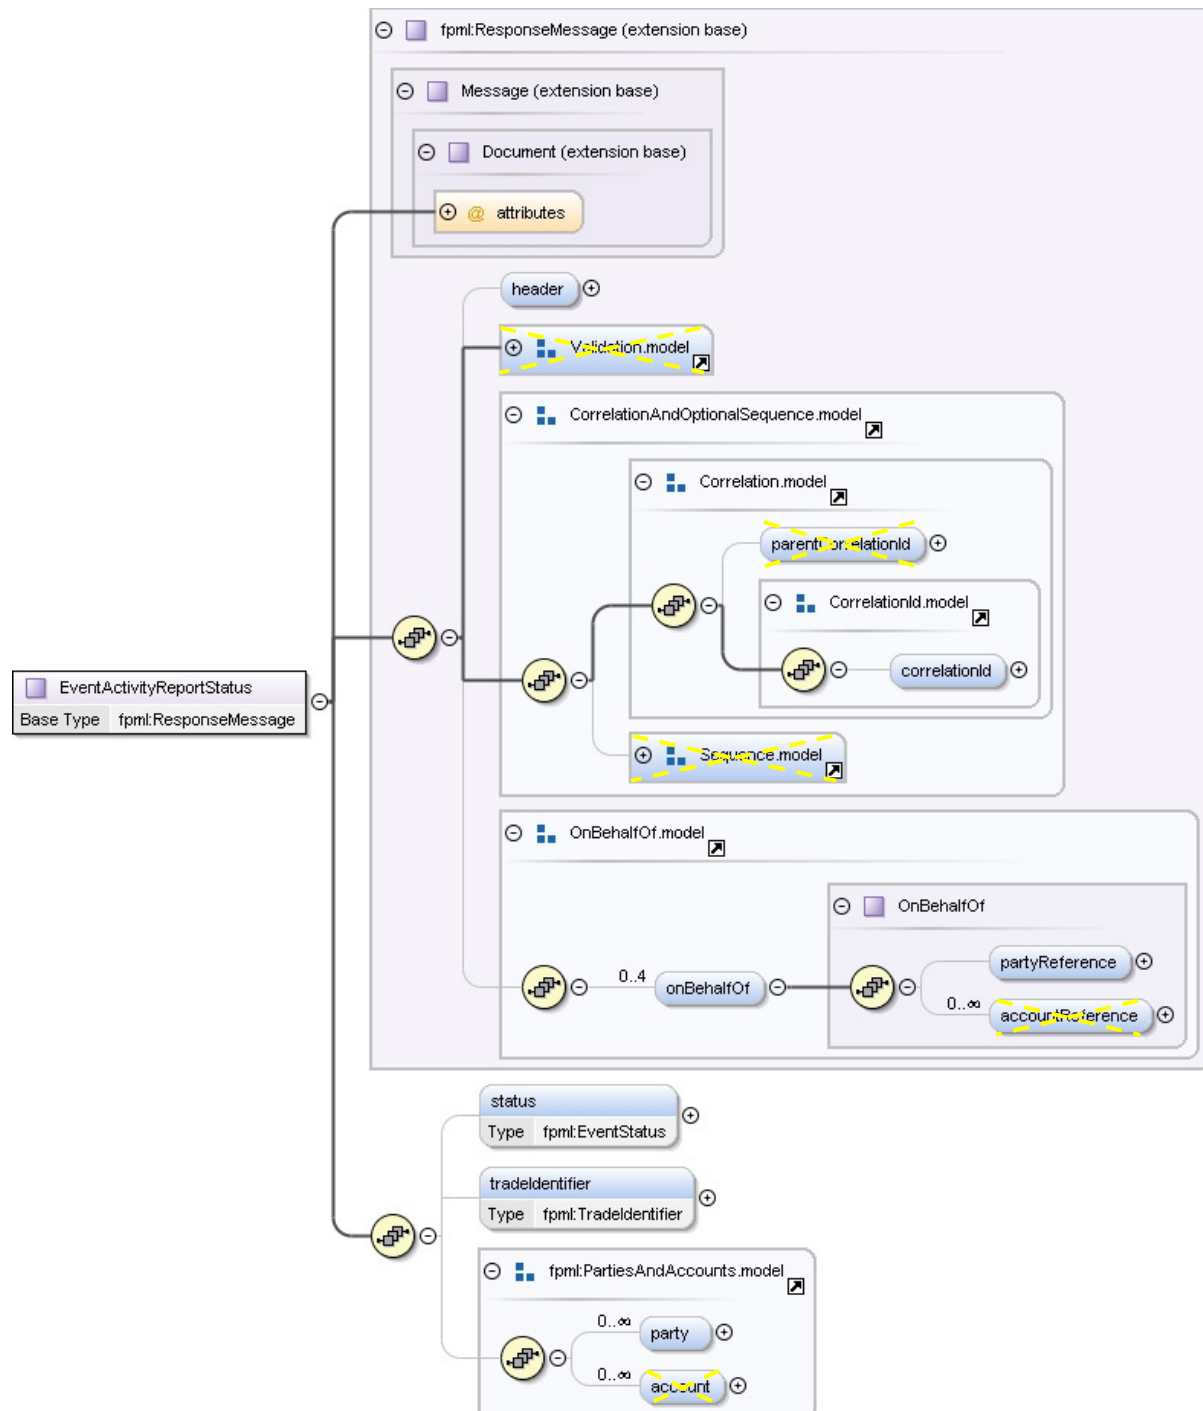 fpml:ResponseMessage (extension base)
Message (extension base)
Document (extension base)
@ attributes
header
Validation.model
CorrelationAndOptionalSequence.model
Correlation.model
parentCorrelationId
CorrelationId.model
correlationId
EventActivityReportStatus
Base Type fpml:ResponseMessage
Sequence.model
OnBehalfOf.model
OnBehalfOf
partyReference
0..4 onBehalfOf
0..∞
accountReference
status
Type fpml:EventStatus
tradeIdentifier
Type fpml:TradeIdentifier
fpml:PartiesAndAccounts.model
0..∞
party
0..∞
account